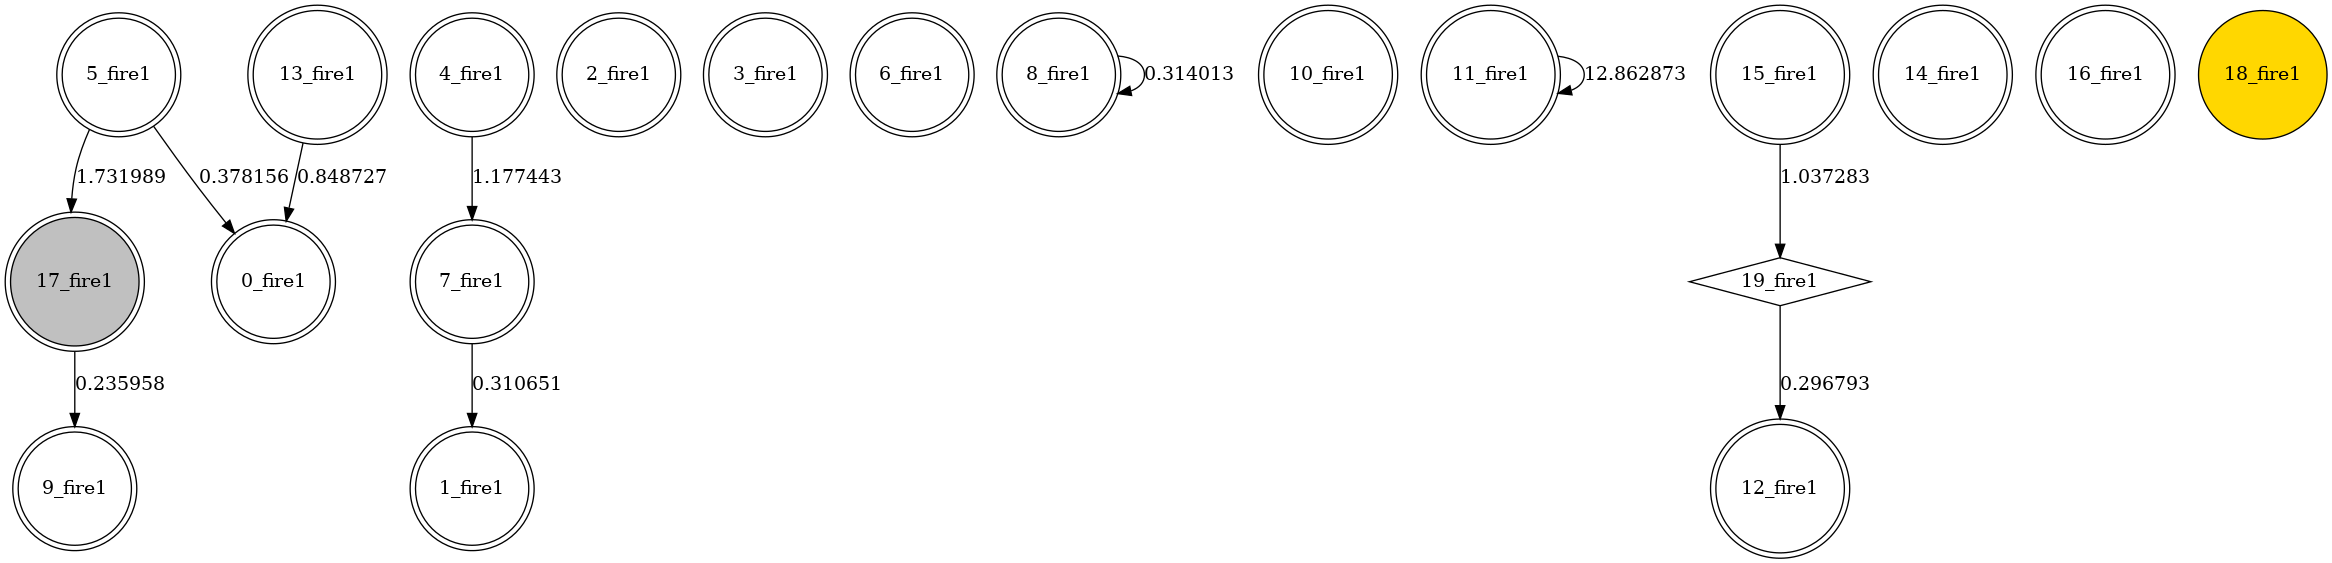 5_fire1
13_fire1
4_fire1
2_fire1
3_fire1
6_fire1
8_fire1
0.314013
10_fire1
11_fire1
12.862873
15_fire1
14_fire1
16_fire1
18_fire1
1.731989
0.378156
0.848727
1.177443
1.037283
17_fire1
0_fire1
7_fire1
19_fire1
0.235958
0.310651
0.296793
9_fire1
1_fire1
12_fire1